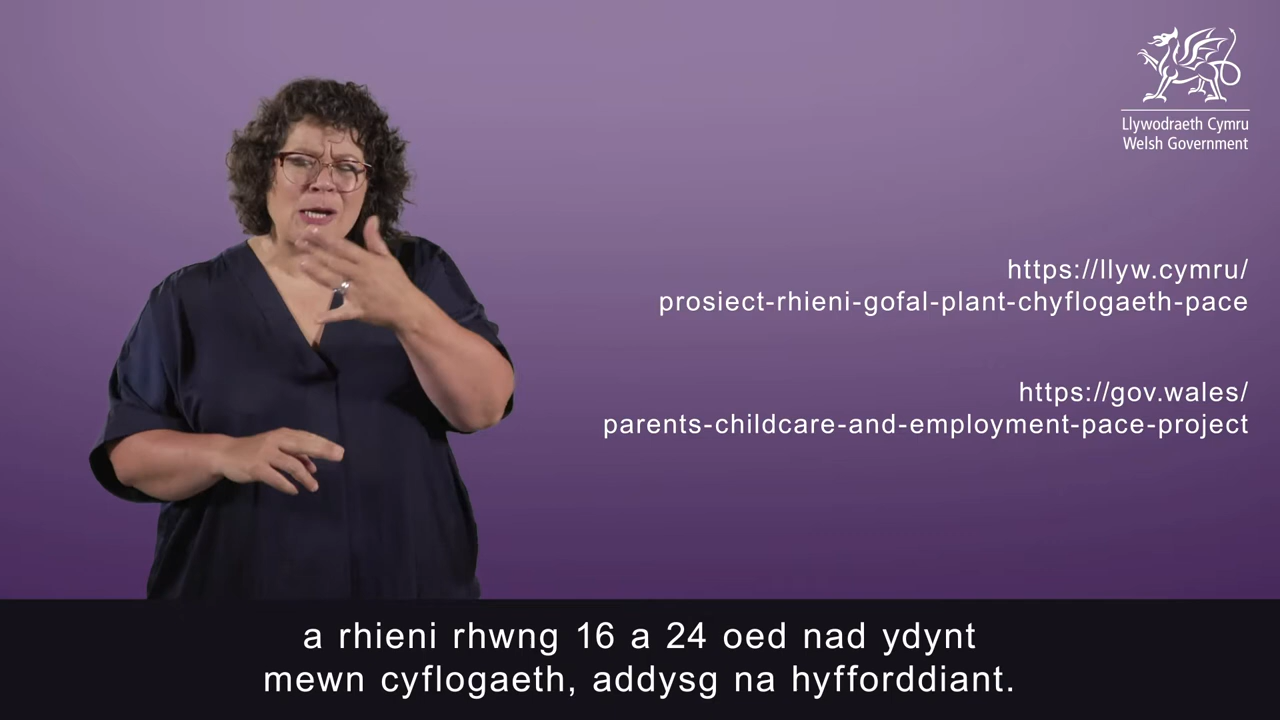 Llywodraeth Cymru
Welsh Government
https://llyw.cymru/
prosiect-rhieni-gofal-plant-chyflogaeth-pace
https://gov.wales/
parents-childcare-and-employment-pace-project
a rhieni rhwng 16 a 24 oed nad ydynt
mewn cyflogaeth, addysg na hyfforddiant.